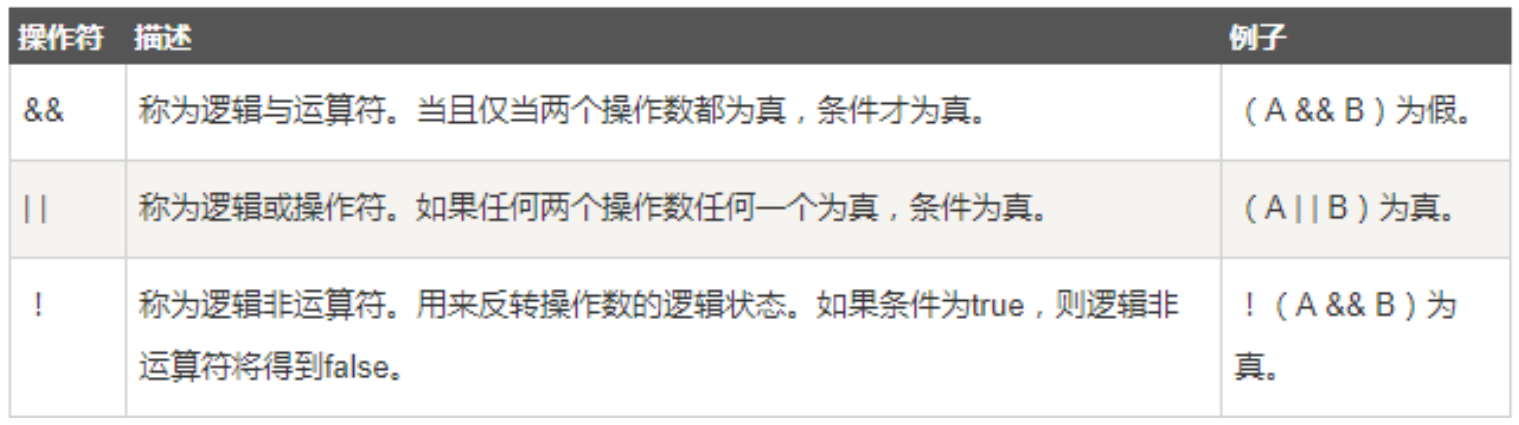 操作符 描述 例子
&& 称为逻辑与运算符。当且仅当两个操作数都为真，条件才为真。 （A && B）为假。
| | 称为逻辑或操作符。如果任何两个操作数任何一个为真，条件为真。 （A | | B）为真。
！ 称为逻辑非运算符。用来反转操作数的逻辑状态。如果条件为true，则逻辑非 ！（A && B）为
运算符将得到false。 真。